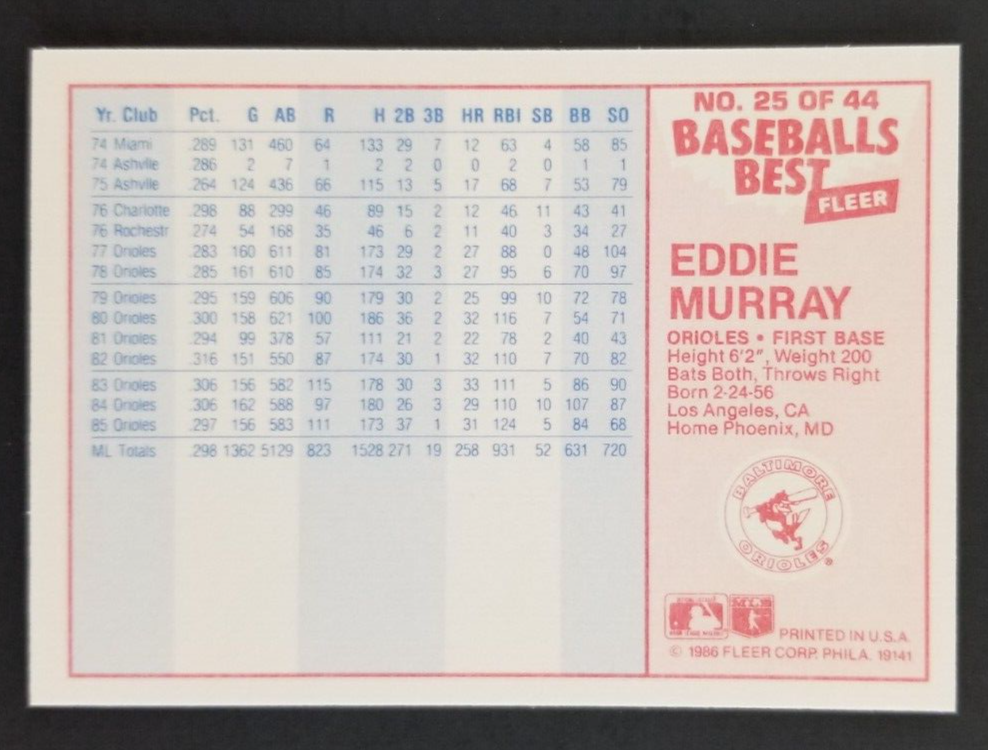 Yr. Club Pct. G AB R H 2B 3B HR RBI SB BB SO
74 Miami .289 131 460 64 133 29 7 12 63 4 58 85
74 Ashvlle .286 2 7 1 2 2 0 0 2 0 1 1
75 Ashvlle .264 124 436 66 115 13 5 17 68 7 53 79
76 Charlotte .298 88 299 46 89 15 2 12 46 11 43 41
76 Rochestr .274 54 168 35 46 6 2 11 40 3 34 27
77 Orioles .283 160 611 81 173 29 2 27 88 0 48 104
78 Orioles .285 161 610 85 174 32 3 27 95 6 70 97
79 Orioles .295 159 606 90 179 30 2 25 99 10 72 78
80 Orioles .300 158 621 100 186 36 2 32 116 7 54 71
81 Orioles .294 99 378 57 111 21 2 22 78 2 40 43
82 Orioles .316 151 550 87 174 30 1 32 110 7 70 82
83 Orioles .306 156 582 115 178 30 3 33 111 5 86 90
84 Orioles .306 162 588 97 180 26 3 29 110 10 107 87
85 Orioles .297 156 583 111 173 37 1 31 124 5 84 68
ML Totals .298 1362 5129 823 1528 271 19 258 931 52 631 720
NO. 25 OF 44
BASEBALLS
BEST
FLEER
EDDIE
MURRAY
ORIOLES • FIRST BASE
Height 6'2", Weight 200
Bats Both, Throws Right
Born 2-24-56
Los Angeles, CA
Home Phoenix, MD
BALTIMORE
ORIOLES
®
PRINTED IN U.S.A.
© 1986 FLEER CORP. PHILA. 19141